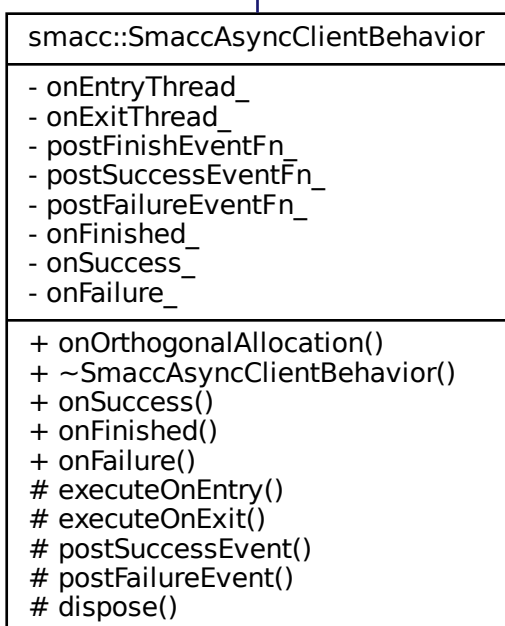 smacc::SmaccAsyncClientBehavior
- onEntryThread_
- onExitThread_
- postFinishEventFn_
- postSuccessEventFn_
- postFailureEventFn_
- onFinished_
- onSuccess_
- onFailure_
+ onOrthogonalAllocation()
+ ~SmaccAsyncClientBehavior()
+ onSuccess()
+ onFinished()
+ onFailure()
# executeOnEntry()
# executeOnExit()
# postSuccessEvent()
# postFailureEvent()
# dispose()